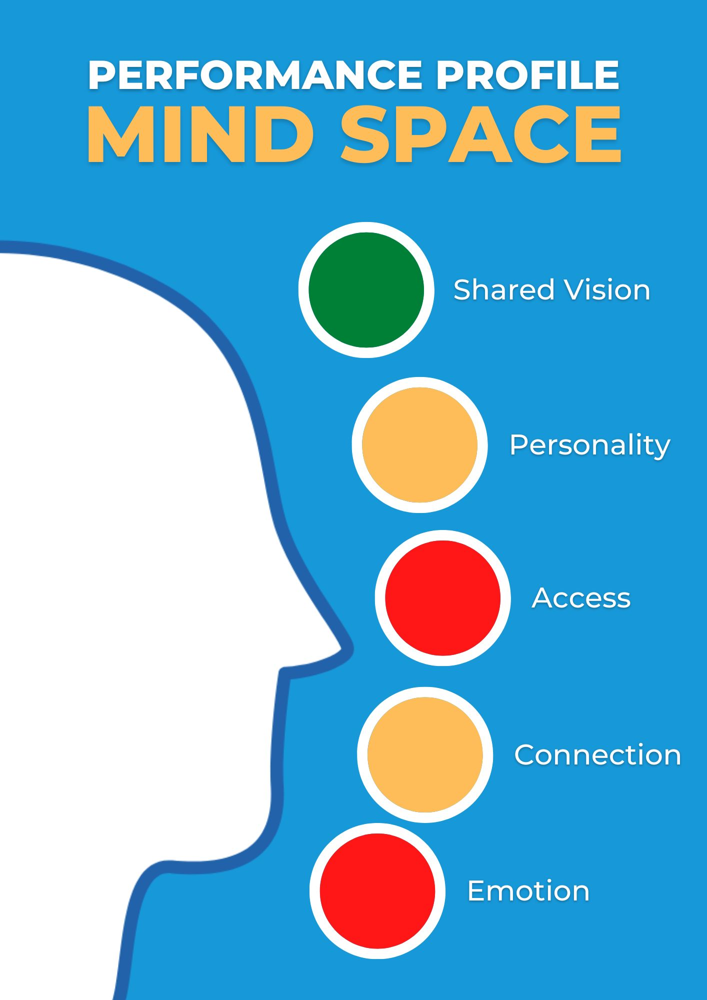 PERFORMANCE PROFILE
MIND SPACE
Shared Vision
Personality
Access
Connection
Emotion